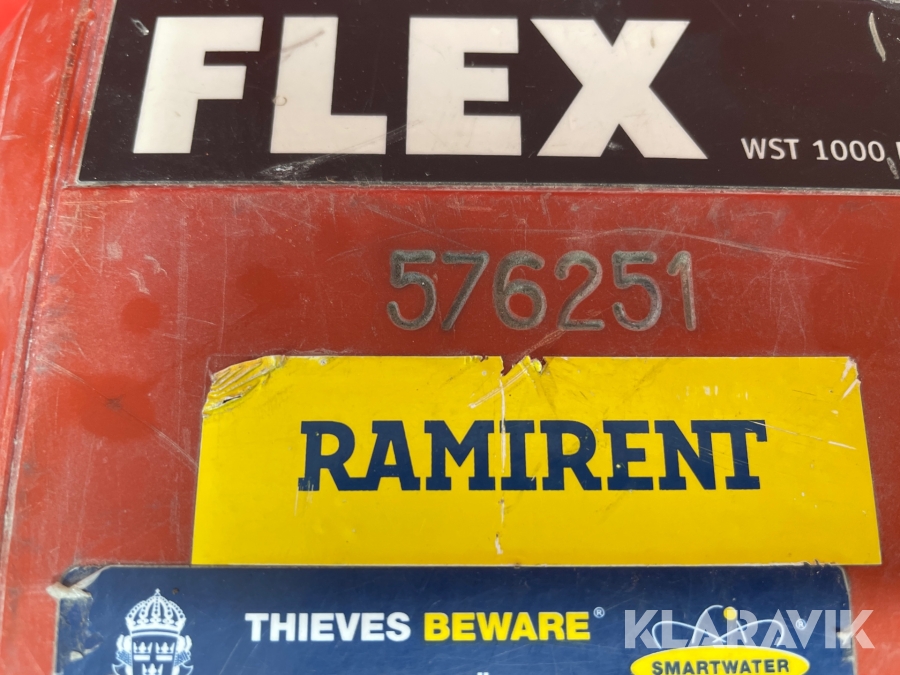 FLEX
WST 1000
576251
RAMIRENT
THIEVES BEWARE®
KLARAVIK
SMARTWATER